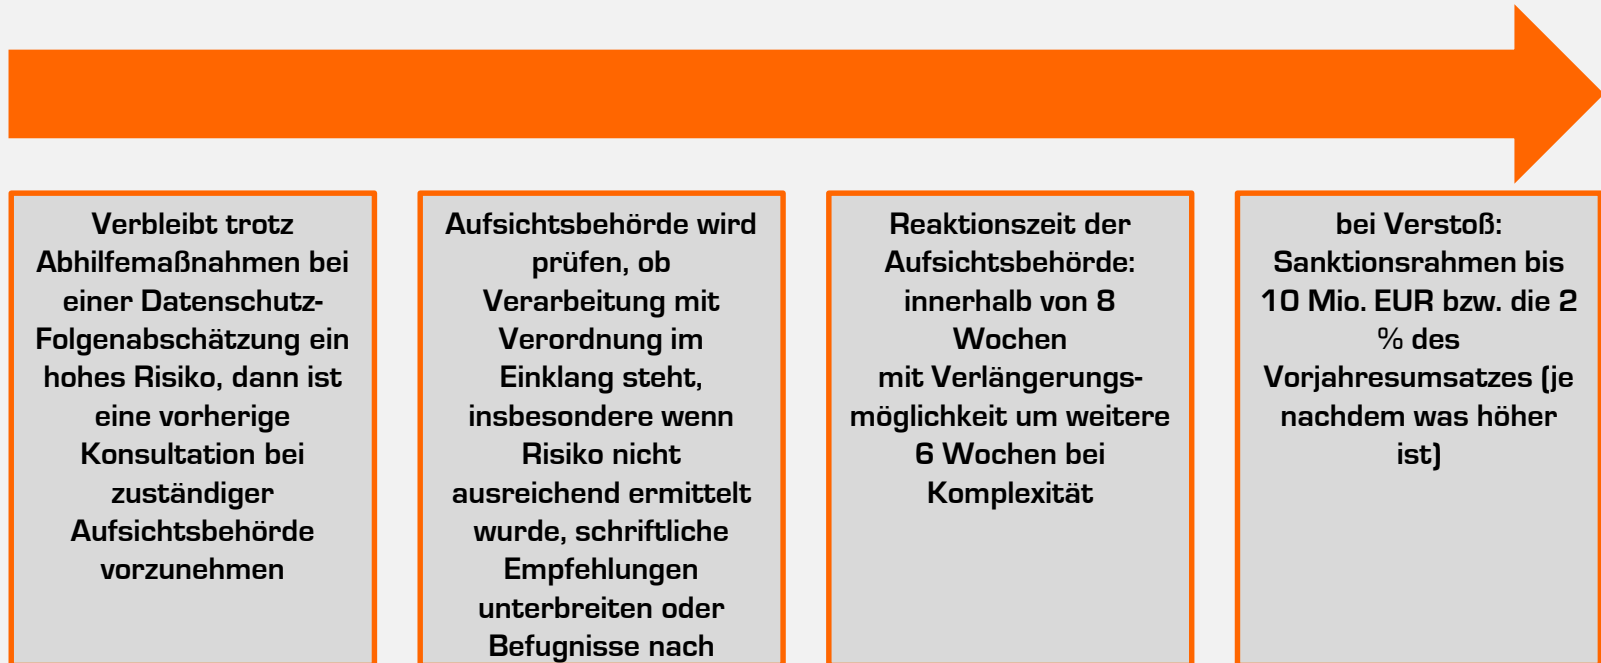 Verbleibt trotz
Abhilfemaßnahmen bei
einer Datenschutz-
Folgenabschätzung ein
hohes Risiko, dann ist
eine vorherige
Konsultation bei
zuständiger
Aufsichtsbehörde
vorzunehmen
Aufsichtsbehörde wird
prüfen, ob
Verarbeitung mit
Verordnung im
Einklang steht,
insbesondere wenn
Risiko nicht
ausreichend ermittelt
wurde, schriftliche
Empfehlungen
unterbreiten oder
Befugnisse nach
Reaktionszeit der
Aufsichtsbehörde:
innerhalb von 8
Wochen
mit Verlängerungs-
möglichkeit um weitere
6 Wochen bei
Komplexität
bei Verstoß:
Sanktionsrahmen bis
10 Mio. EUR bzw. die 2
% des
Vorjahresumsatzes (je
nachdem was höher
ist)